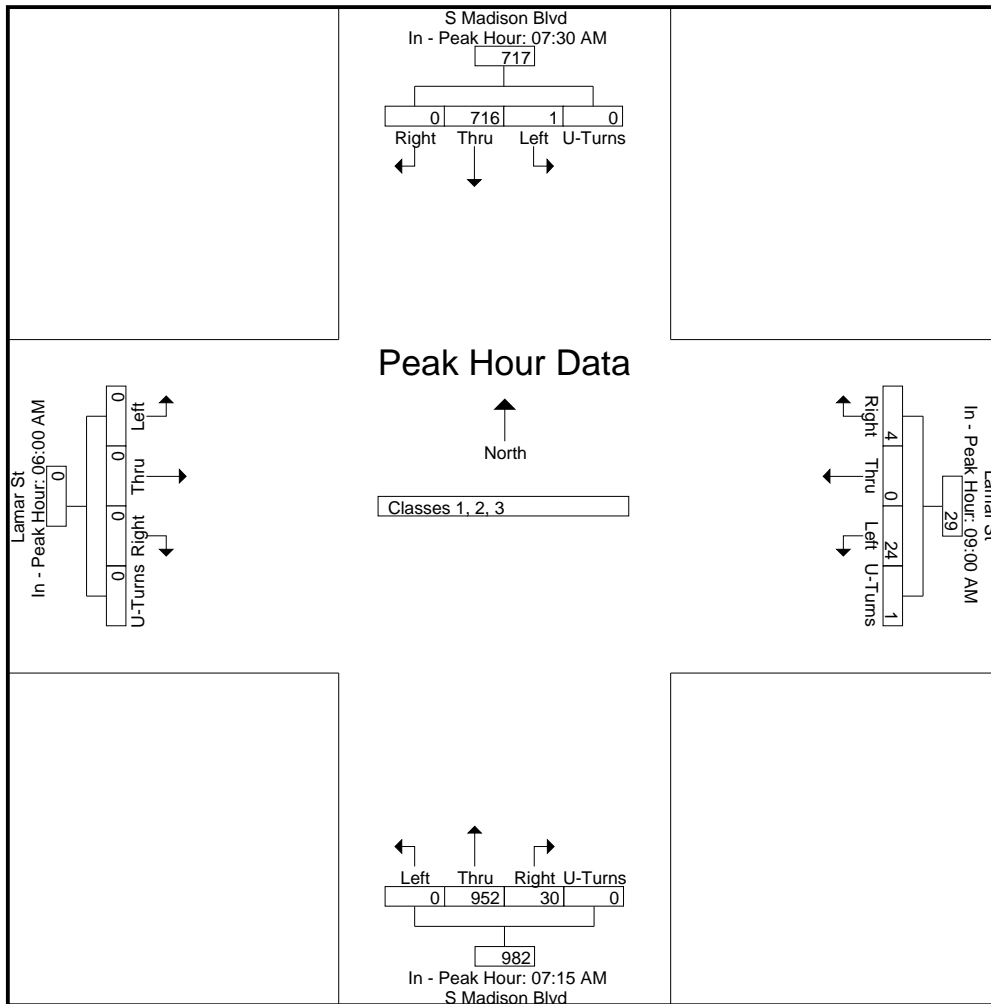 S Madison Blvd
In - Peak Hour: 07:30 AM
717
0 716 1 0
Right Thru Left U-Turns
Peak Hour Data
North
Classes 1, 2, 3
Lamar St
In - Peak Hour: 06:00 AM
0
0 0 0 0
Left Thru Right U-Turns
Lamar St
In - Peak Hour: 09:00 AM
29
4 0 24 1
Right Thru Left U-Turns
Left Thru Right U-Turns
0 952 30 0
982
In - Peak Hour: 07:15 AM
S Madison Blvd